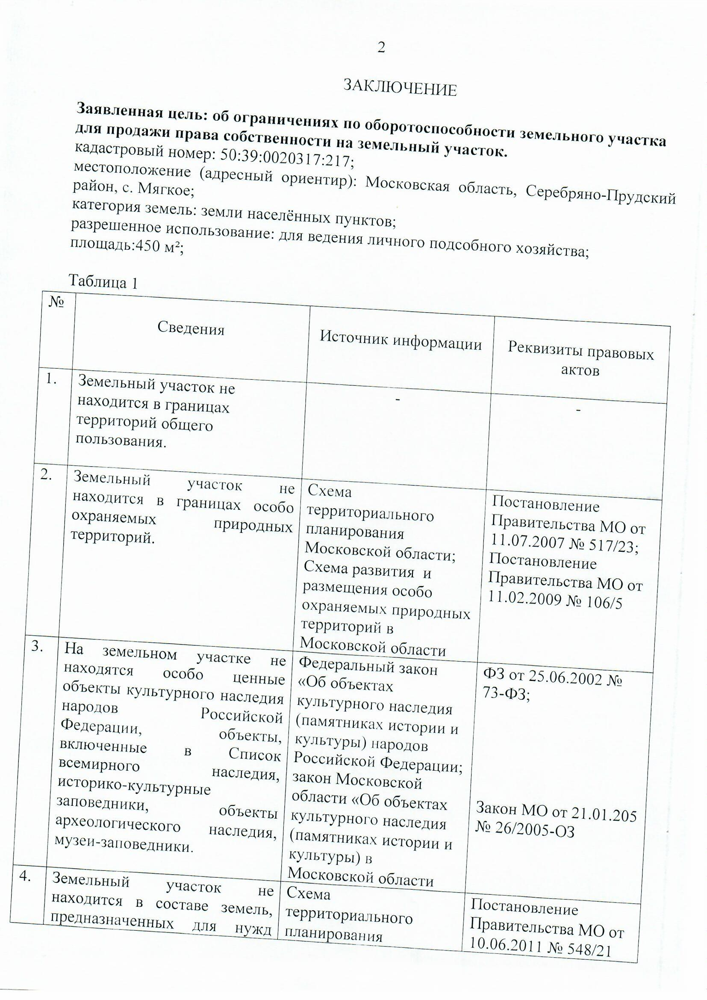 2
ЗАКЛЮЧЕНИЕ
Заявленная цель: об ограничениях по оборотоспособности земельного участка
для продажи права собственности на земельный участок.
кадастровый номер: 50:39:0020317:217;
местоположение (адресный ориентир): Московская область, Серебряно-Прудский
район, с. Мягкое;
категория земель: земли населённых пунктов;
разрешенное использование: для ведения личного подсобного хозяйства;
площадь:450 м²;
Таблица 1
№
Сведения
Источник информации
Реквизиты правовых
актов
1.
Земельный участок не
находится в границах
территорий общего
пользования.
-
-
2.
Земельный участок не
находится в границах особо
охраняемых природных
территорий.
Схема
территориального
планирования
Московской области;
Схема развития и
размещения особо
охраняемых природных
территорий в
Московской области
Постановление
Правительства МО от
11.07.2007 № 517/23;
Постановление
Правительства МО от
11.02.2009 № 106/5
3.
На земельном участке не
находятся особо ценные
объекты культурного наследия
народов Российской
Федерации, объекты,
включенные в Список
всемирного наследия,
историко-культурные
заповедники, объекты
археологического наследия,
музеи-заповедники.
Федеральный закон
«Об объектах
культурного наследия
(памятниках истории и
культуры) народов
Российской Федерации;
закон Московской
области «Об объектах
культурного наследия
(памятниках истории и
культуры) в
Московской области
ФЗ от 25.06.2002 №
73-ФЗ;
Закон МО от 21.01.205
№ 26/2005-ОЗ
4.
Земельный участок не
находится в составе земель,
предназначенных для нужд
Схема
территориального
планирования
Постановление
Правительства МО от
10.06.2011 № 548/21